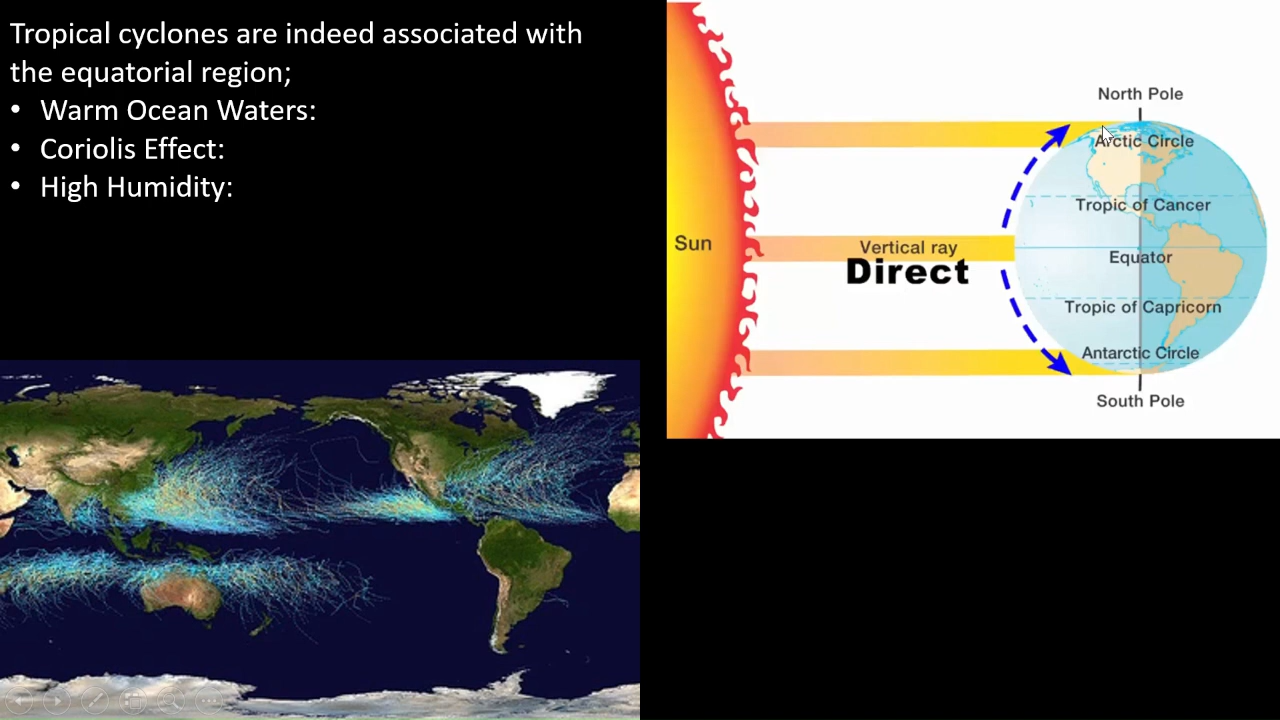 Tropical cyclones are indeed associated with
the equatorial region;
• Warm Ocean Waters:
• Coriolis Effect:
• High Humidity:
North Pole
Arctic Circle
Tropic of Cancer
Sun
Vertical ray
Direct
Equator
Tropic of Capricorn
Antarctic Circle
South Pole